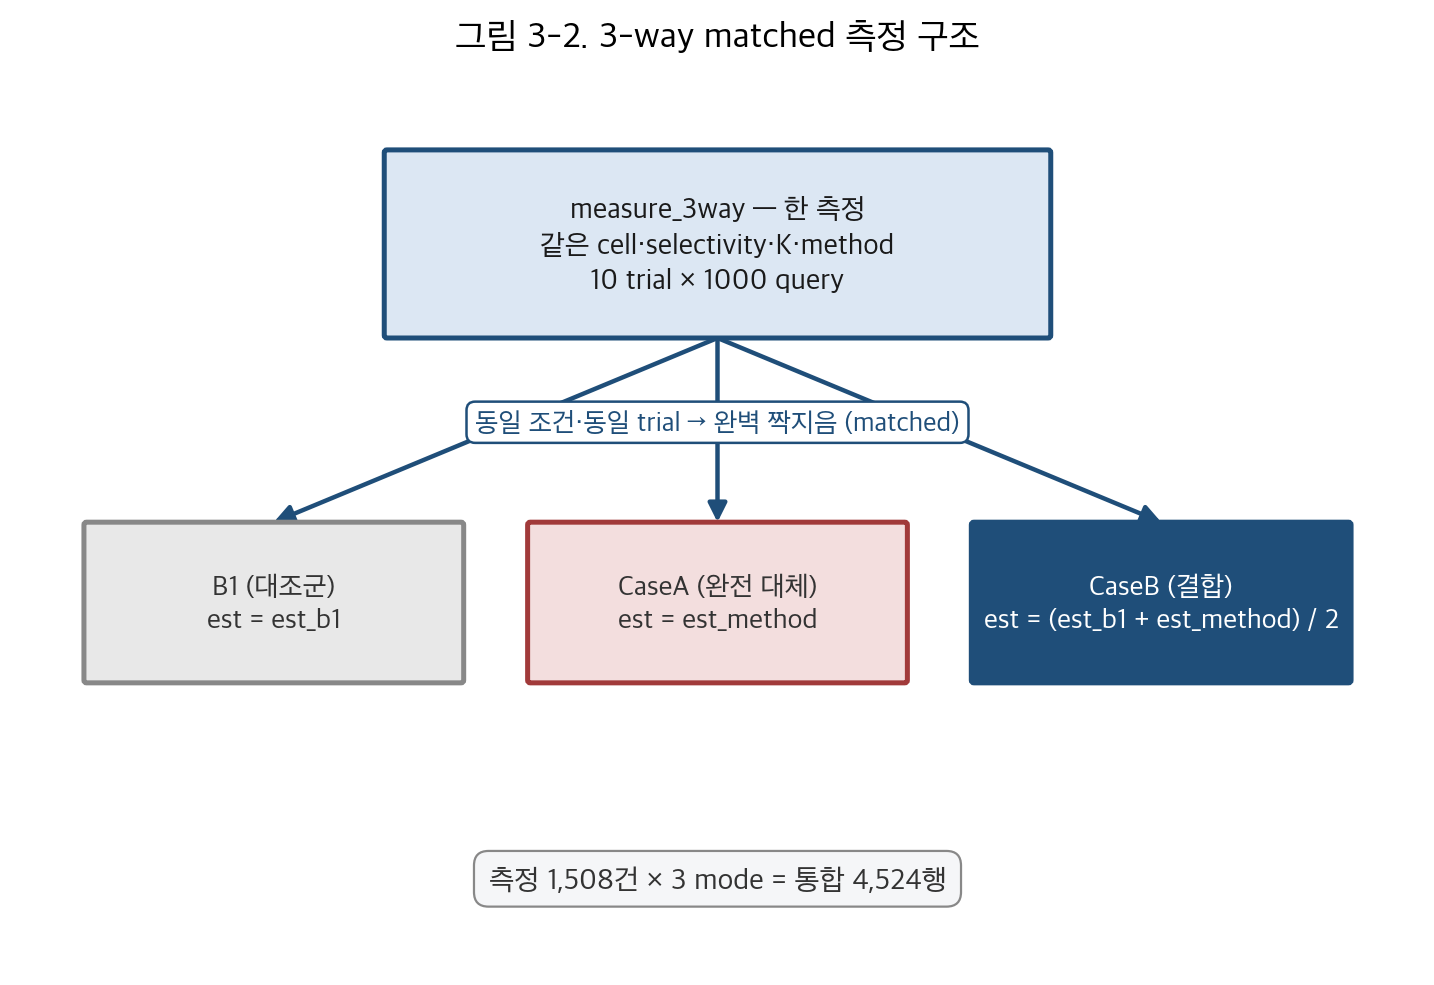 그림 3-2. 3-way matched 측정 구조
measure_3way — 한 측정
같은 cell·selectivity·K·method
10 trial × 1000 query
동일 조건·동일 trial → 완벽 짝지음 (matched)
B1 (대조군)
est = est_b1
CaseA (완전 대체)
est = est_method
CaseB (결합)
est = (est_b1 + est_method) / 2
측정 1,508건 × 3 mode = 통합 4,524행